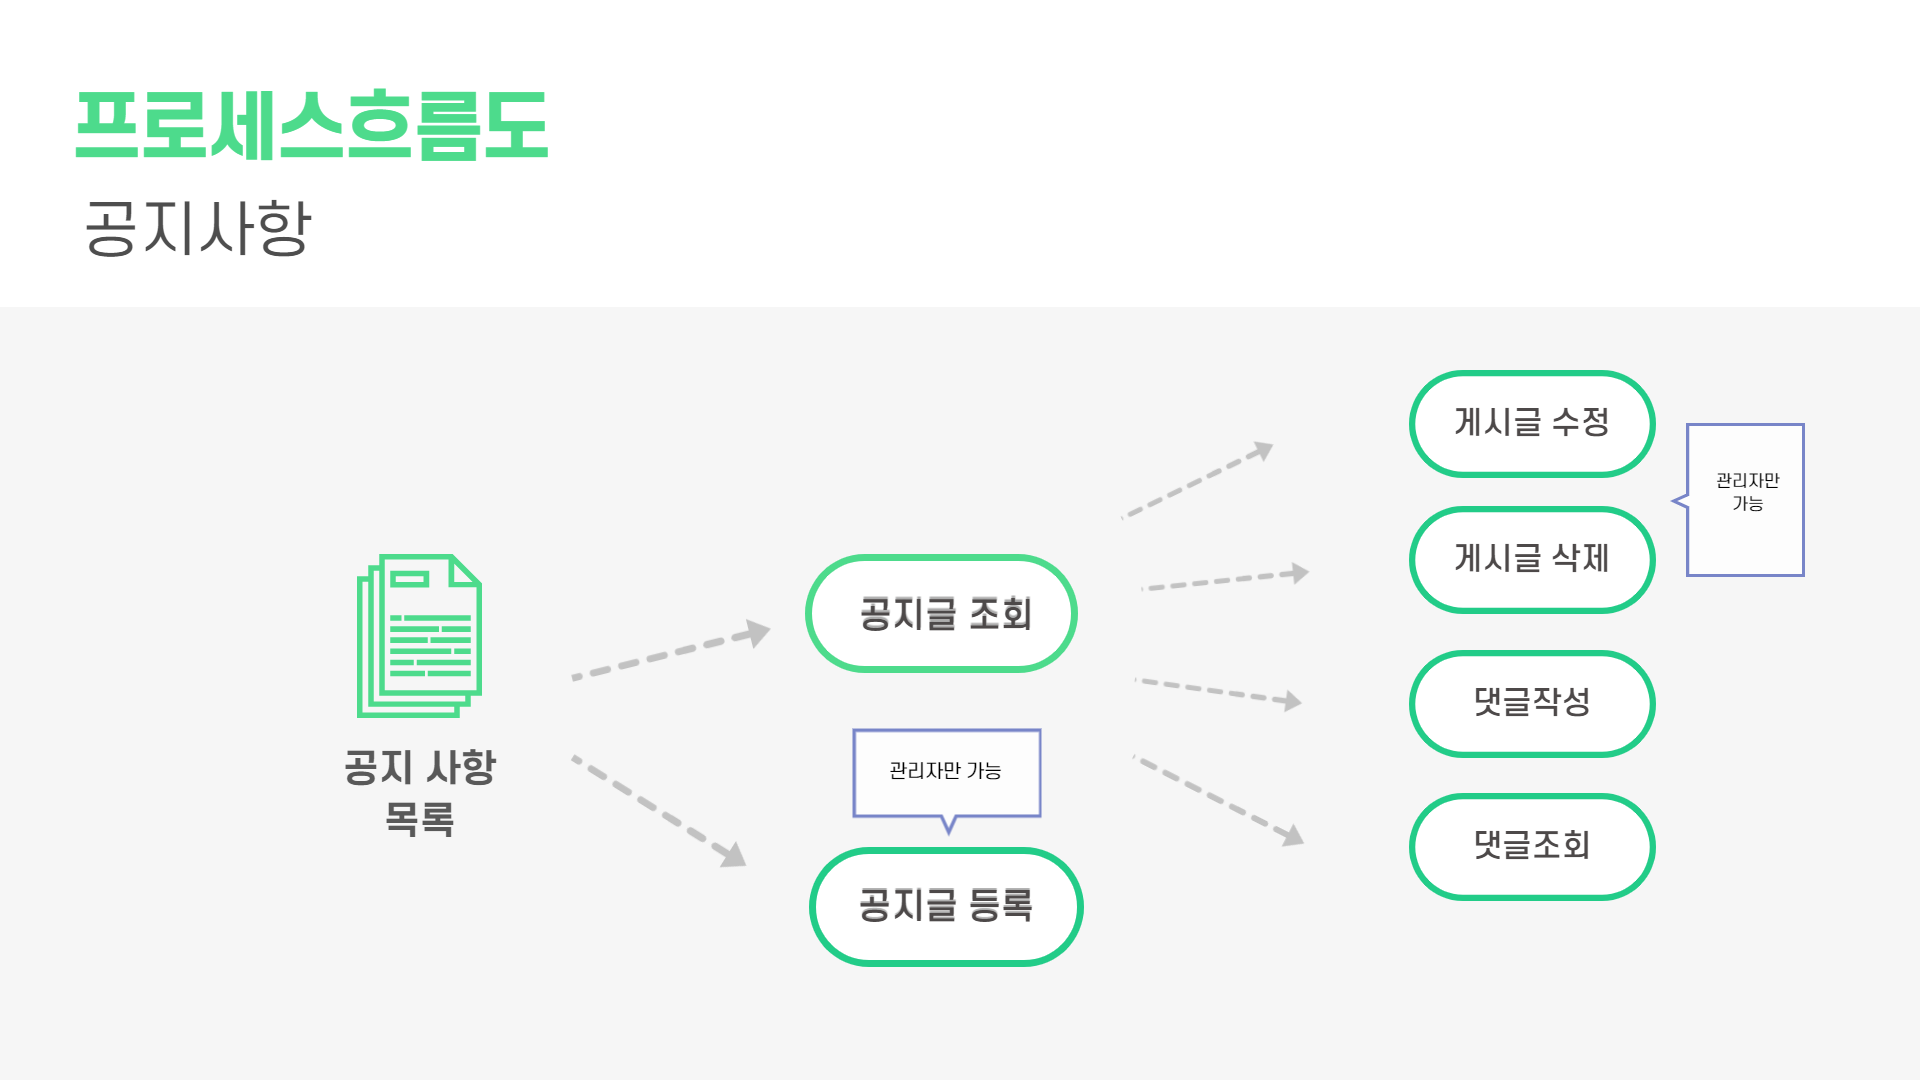 프로세스흐름도
공지사항
공지 사항
목록
공지글 조회
관리자만 가능
공지글 등록
게시글 수정
게시글 삭제
관리자만
가능
댓글작성
댓글조회